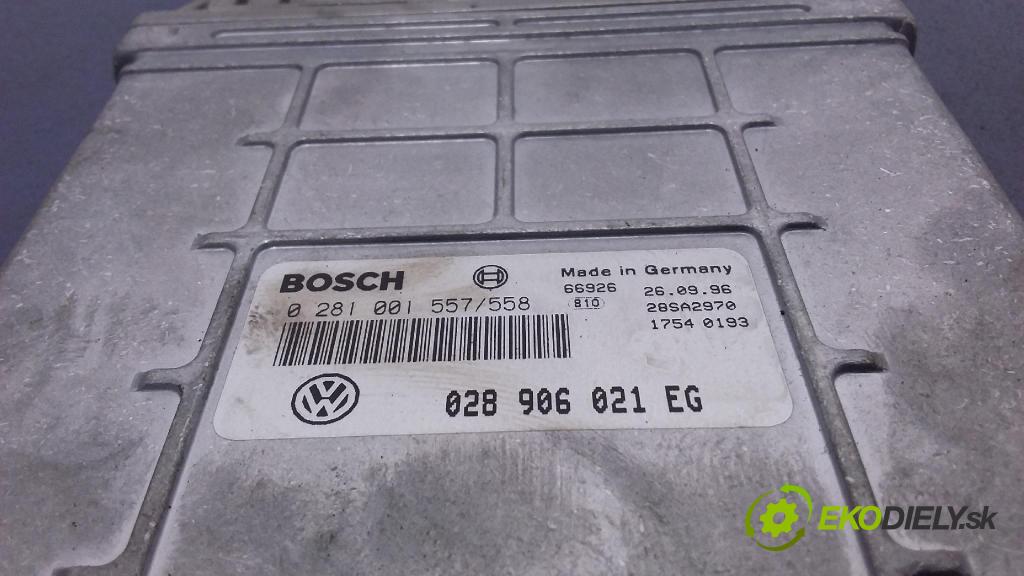 BOSCH
0 281 001 557/558
Made in Germany
66926 26.09.96
810 28SA2970
1754 0193
VW
028 906 021 EG
EKODIELY.sk